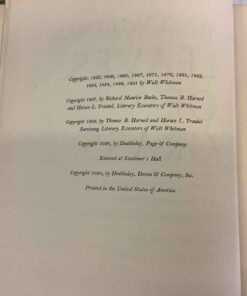 Copyright 1855, 1856, 1860, 1867, 1871, 1876, 1881, 1882,
1883, 1884, 1888, 1891 by Walt Whitman
Copyright 1897, by Richard Maurice Bucke, Thomas B. Harned
and Horace L. Traubel, Literary Executors of Walt Whitman
Copyright 1902, by Thomas B. Harned and Horace L. Traubel
Surviving Literary Executors of Walt Whitman
Copyright by Doubleday, Page & Company
Entered at Stationer's Hall
Copyright 1940, by Doubleday, Doran & Company, Inc.
Printed in the United States of America